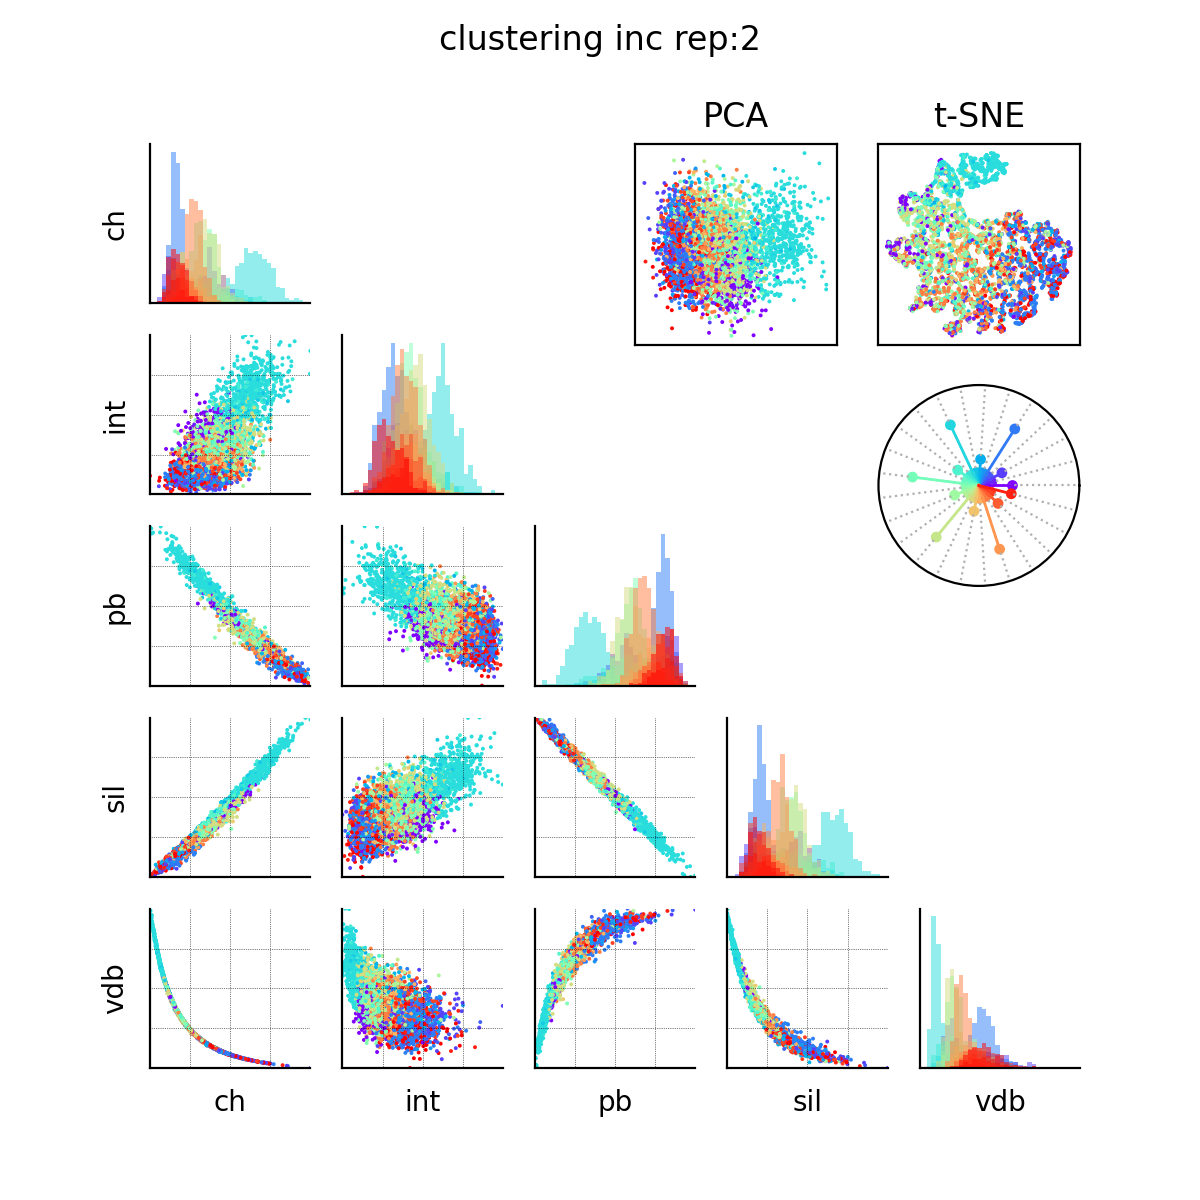 clustering inc rep:2
PCA
t-SNE
ch
int
pb
sil
vdb
ch
int
pb
sil
vdb